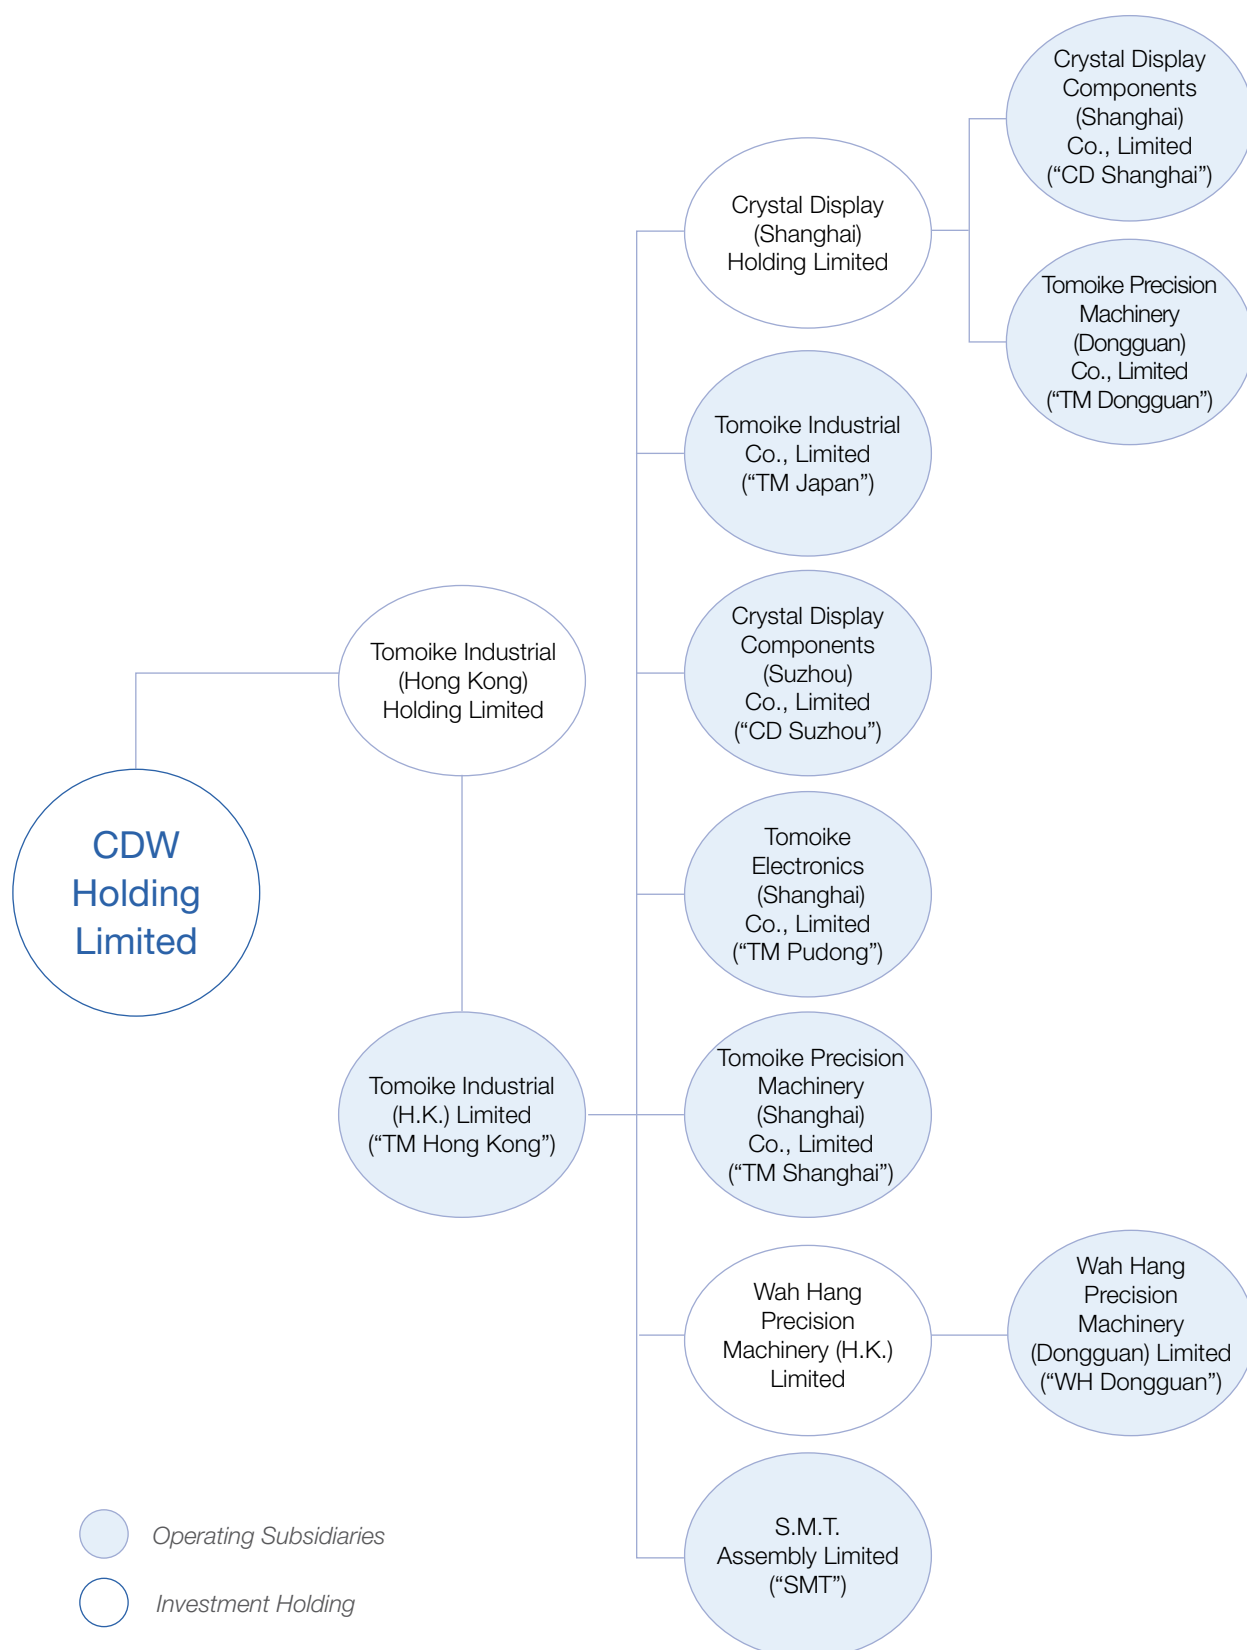 Crystal Display
Components
(Shanghai)
Co., Limited
(“CD Shanghai”)
Crystal Display
(Shanghai)
Holding Limited
Tomoike Precision
Machinery
(Dongguan)
Co., Limited
(“TM Dongguan”)
Tomoike Industrial
Co., Limited
(“TM Japan”)
Crystal Display
Components
(Suzhou)
Co., Limited
(“CD Suzhou”)
Tomoike Industrial
(Hong Kong)
Holding Limited
CDW
Holding
Limited
Tomoike
Electronics
(Shanghai)
Co., Limited
(“TM Pudong”)
Tomoike Industrial
(H.K.) Limited
(“TM Hong Kong”)
Tomoike Precision
Machinery
(Shanghai)
Co., Limited
(“TM Shanghai”)
Wah Hang
Precision
Machinery (H.K.)
Limited
Wah Hang
Precision
Machinery
(Dongguan) Limited
(“WH Dongguan”)
S.M.T.
Assembly Limited
(“SMT”)
Operating Subsidiaries
Investment Holding